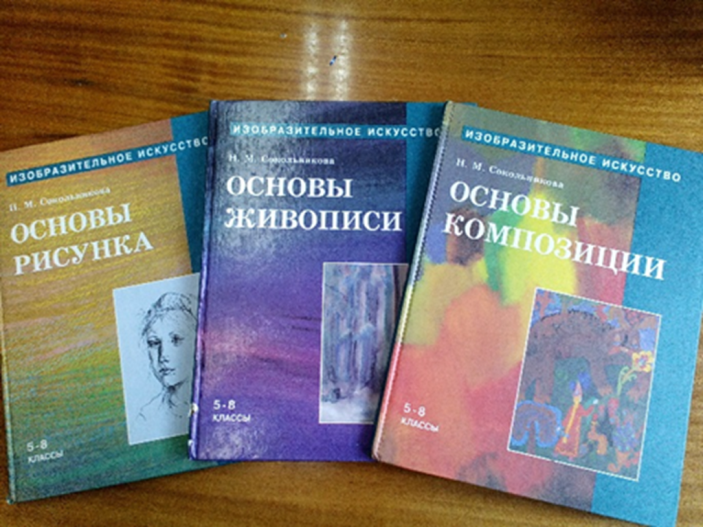 ИЗОБРАЗИТЕЛЬНОЕ ИСКУССТВО
Н. М. Сокольникова
ОСНОВЫ
РИСУНКА
5-8
КЛАССЫ
ИЗОБРАЗИТЕЛЬНОЕ ИСКУССТВО
Н. М. Сокольникова
ОСНОВЫ
ЖИВОПИСИ
5-8
КЛАССЫ
ИЗОБРАЗИТЕЛЬНОЕ ИСКУССТВО
Н. М. Сокольникова
ОСНОВЫ
КОМПОЗИЦИИ
5-8
КЛАССЫ